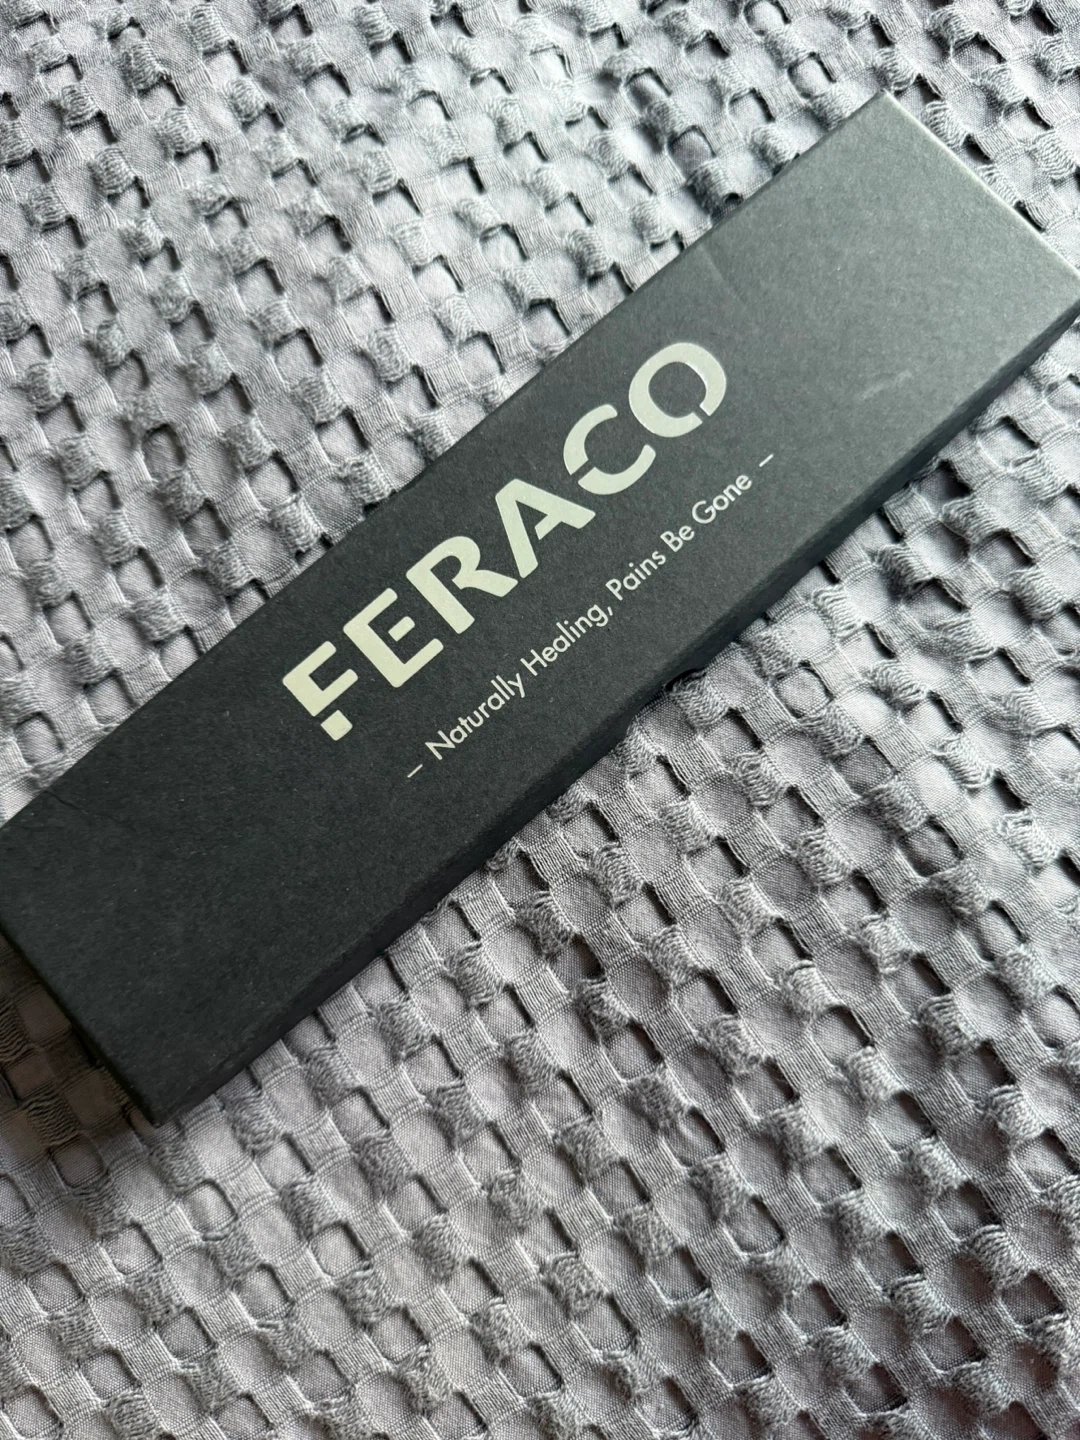 FERACO
– Naturally Healing, Pains Be Gone –